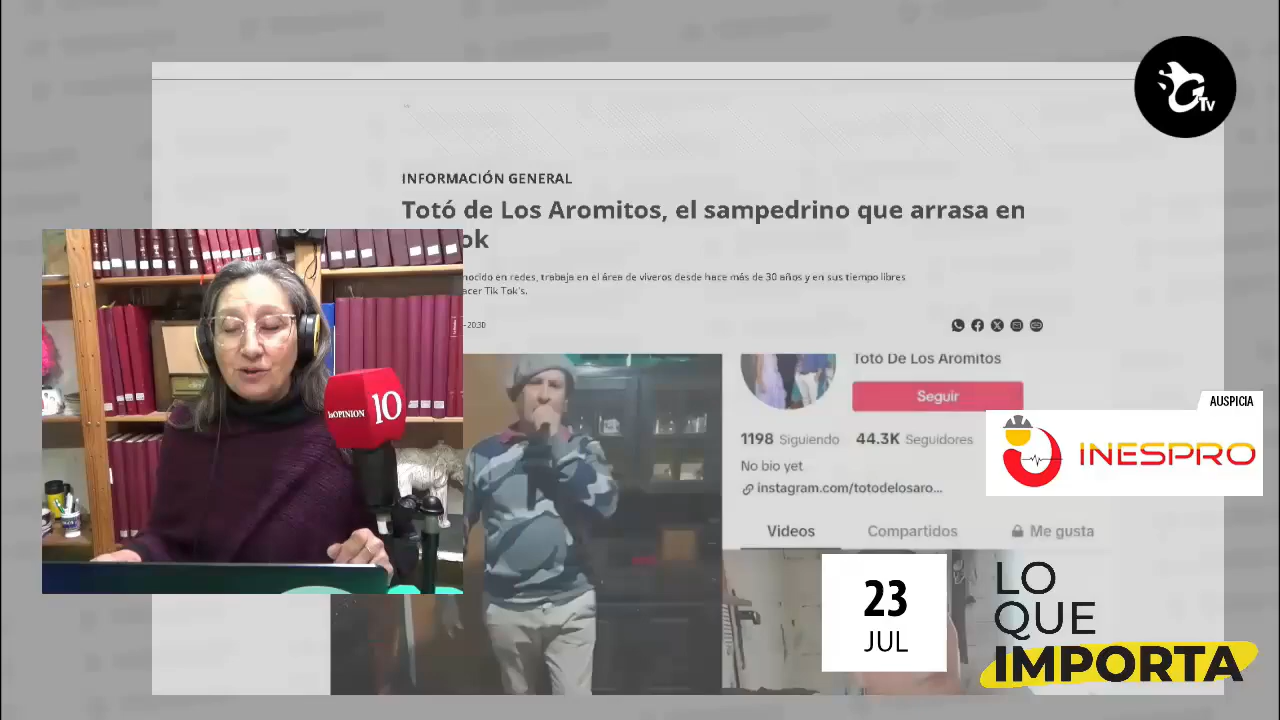 GTv
INFORMACIÓN GENERAL
Totó de Los Aromitos, el sampedrino que arrasa en
ok
nocido en redes, trabaja en el área de viveros desde hace más de 30 años y en sus tiempo libres
acer Tik Tok's.
- 20:30
laOPINION 10
Totó De Los Aromitos
Seguir
1198 Siguiendo 44.3K Seguidores
No bio yet
instagram.com/totodelosaro...
Videos Compartidos Me gusta
AUSPICIA
INESPRO
23
JUL
LO
QUE
IMPORTA